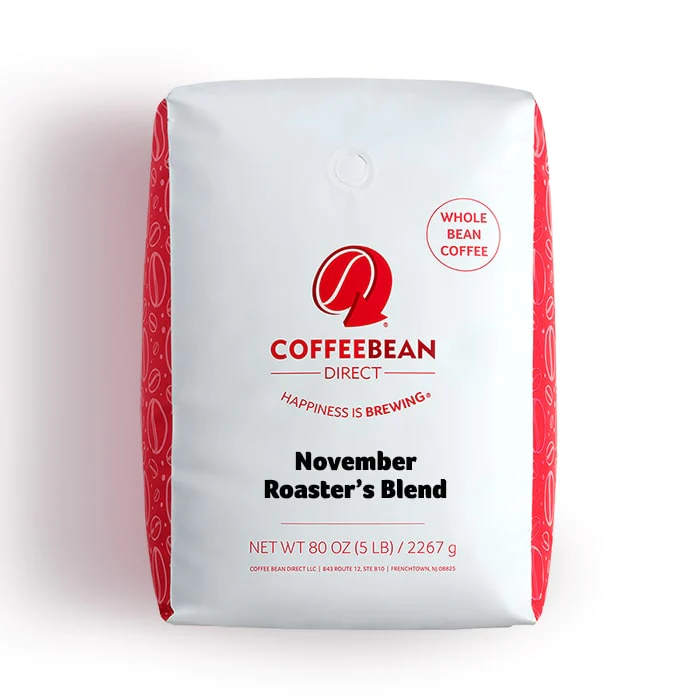 WHOLE
BEAN
COFFEE
®
COFFEEBEAN
DIRECT
HAPPINESS IS BREWING®
November
Roaster's Blend
NET WT 80 OZ (5 LB) / 2267 g
COFFEE BEAN DIRECT LLC | 843 ROUTE 12, STE B10 | FRENCHTOWN, NJ 08825